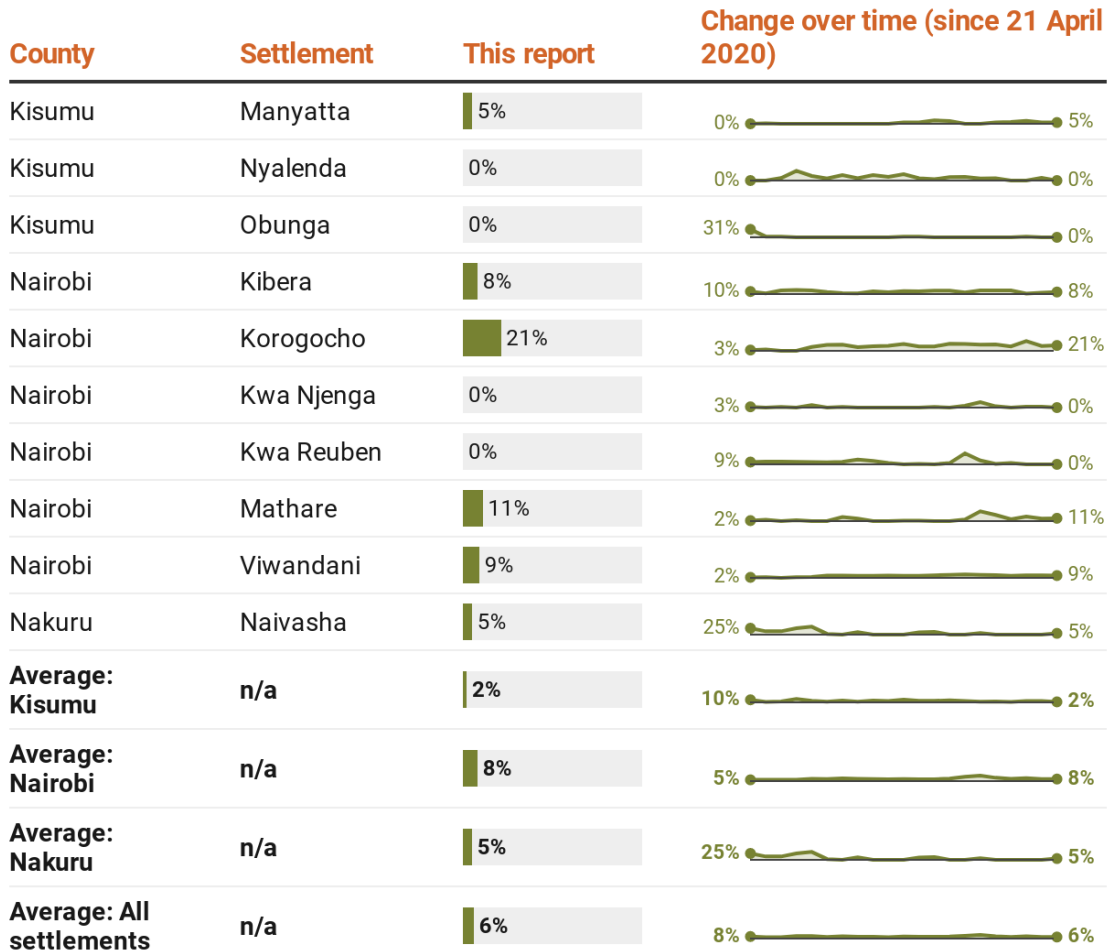 County Settlement This report Change over time (since 21 April
2020)
Kisumu Manyatta 5% 0% 5%
Kisumu Nyalenda 0% 0% 0%
Kisumu Obunga 0% 31% 0%
Nairobi Kibera 8% 10% 8%
Nairobi Korogocho 21% 3% 21%
Nairobi Kwa Njenga 0% 3% 0%
Nairobi Kwa Reuben 0% 9% 0%
Nairobi Mathare 11% 2% 11%
Nairobi Viwandani 9% 2% 9%
Nakuru Naivasha 5% 25% 5%
Average:
Kisumu n/a 2% 10% 2%
Average:
Nairobi n/a 8% 5% 8%
Average:
Nakuru n/a 5% 25% 5%
Average: All
settlements n/a 6% 8% 6%